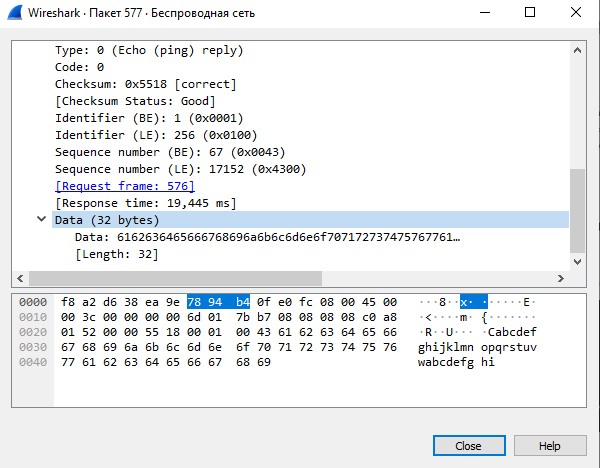 Wireshark · Пакет 577 · Беспроводная сеть
Type: 0 (Echo (ping) reply)
Code: 0
Checksum: 0x5518 [correct]
[Checksum Status: Good]
Identifier (BE): 1 (0x0001)
Identifier (LE): 256 (0x0100)
Sequence number (BE): 67 (0x0043)
Sequence number (LE): 17152 (0x4300)
[Request frame: 576]
[Response time: 19,445 ms]
Data (32 bytes)
Data: 6162636465666768696a6b6c6d6e6f707172737475767761…
[Length: 32]
0000 f8 a2 d6 38 ea 9e 78 94 b4 0f e0 fc 08 00 45 00 ···8··x· ······E·
0010 00 3c 00 00 00 00 6d 01 7b b7 08 08 08 08 c0 a8 ·<····m· {·······
0020 01 52 00 00 55 18 00 01 00 43 61 62 63 64 65 66 ·R··U··· ·Cabcdef
0030 67 68 69 6a 6b 6c 6d 6e 6f 70 71 72 73 74 75 76 ghijklmn opqrstuv
0040 77 61 62 63 64 65 66 67 68 69 wabcdefg hi
Close Help